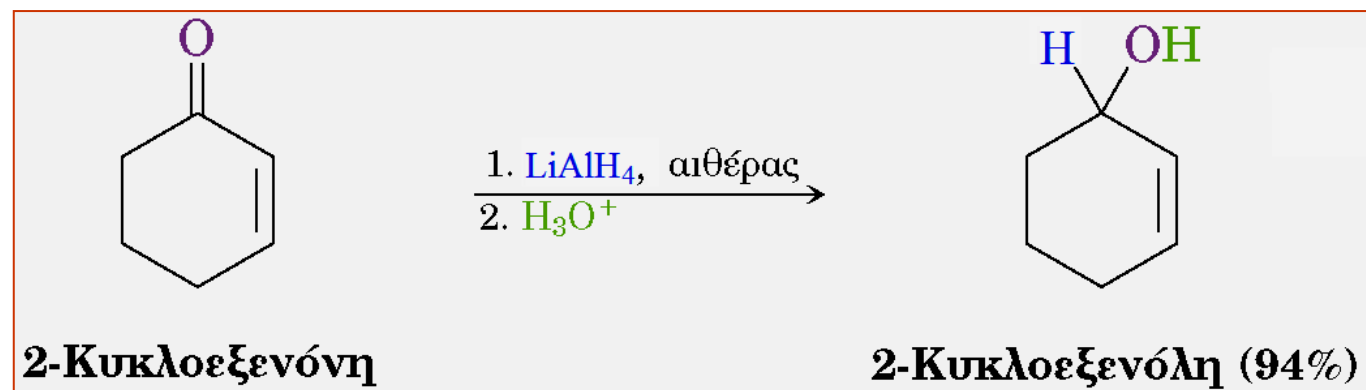 O
H OH
1. LiAlH₄, αιθέρας
2. H₃O⁺
2-Κυκλοεξενόνη
2-Κυκλοεξενόλη (94%)